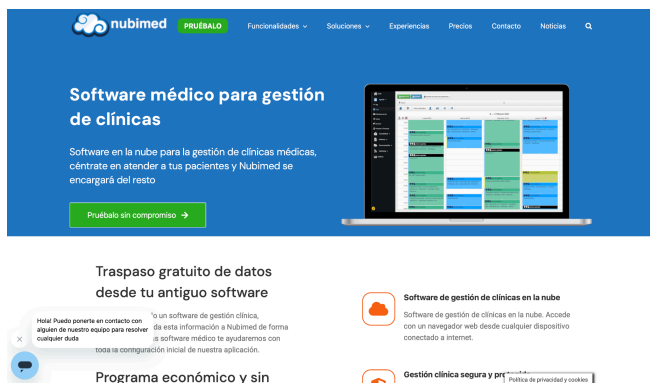 nubimed
PRUÉBALO
Funcionalidades
Soluciones
Experiencias
Precios
Contacto
Noticias
Software médico para gestión
de clínicas
Software en la nube para la gestión de clínicas médicas,
céntrate en atender a tus pacientes y Nubimed se
encargará del resto
Pruébalo sin compromiso →
Traspaso gratuito de datos
desde tu antiguo software
o un software de gestión clínica,
da esta información a Nubimed de forma
s software médico te ayudaremos con
toda la configuración inicial de nuestra aplicación.
Hola! Puedo ponerte en contacto con
alguien de nuestro equipo para resolver
cualquier duda
Programa económico y sin
Software de gestión de clínicas en la nube
Software de gestión de clínicas en la nube. Accede
con un navegador web desde cualquier dispositivo
conectado a internet.
Gestión clínica segura y
Política de privacidad y cookies